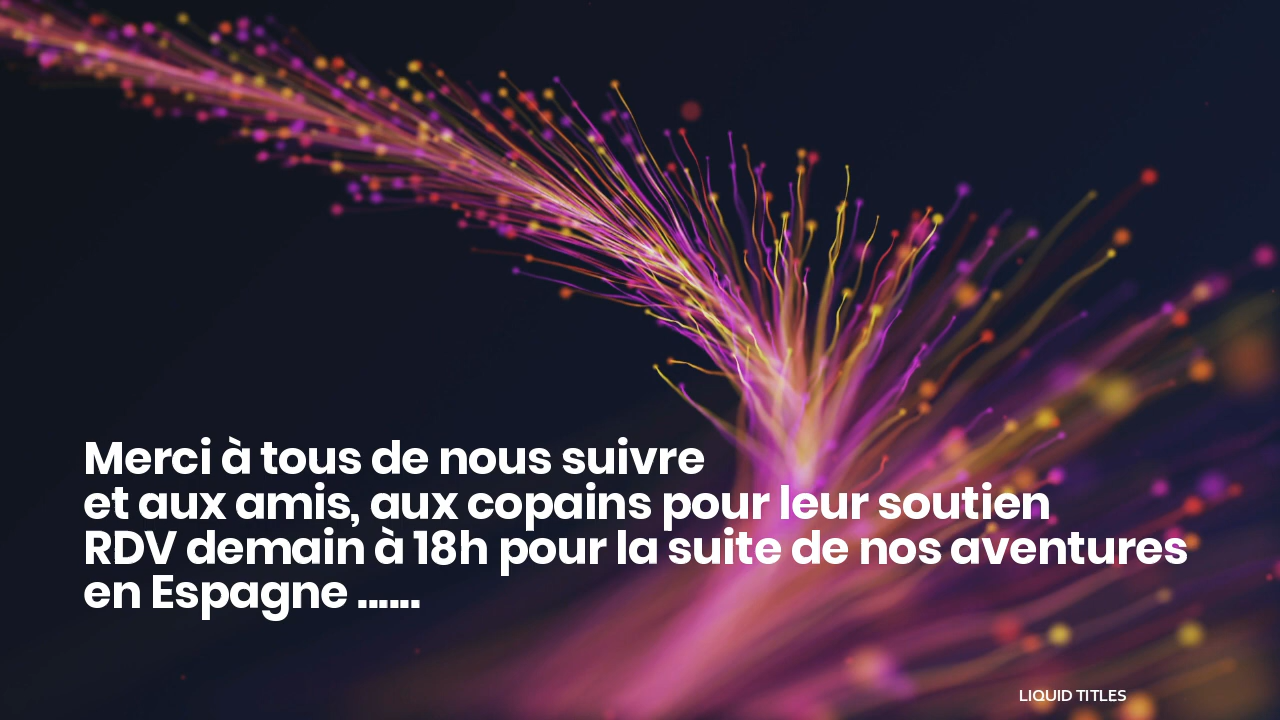 Merci à tous de nous suivre
et aux amis, aux copains pour leur soutien
RDV demain à 18h pour la suite de nos aventures
en Espagne ......
LIQUID TITLES